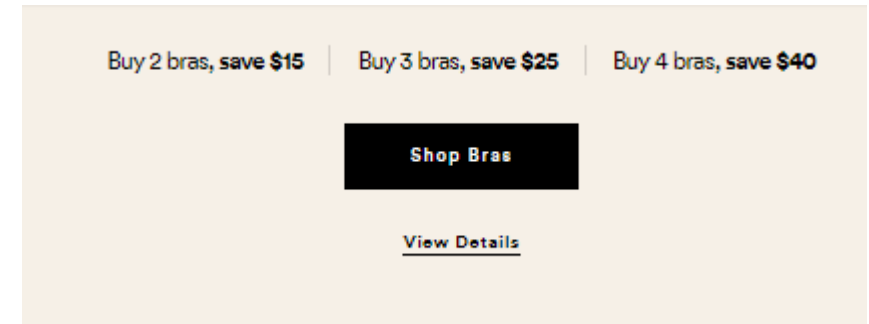 Buy 2 bras, save $15 Buy 3 bras, save $25 Buy 4 bras, save $40
Shop Bras
View Details